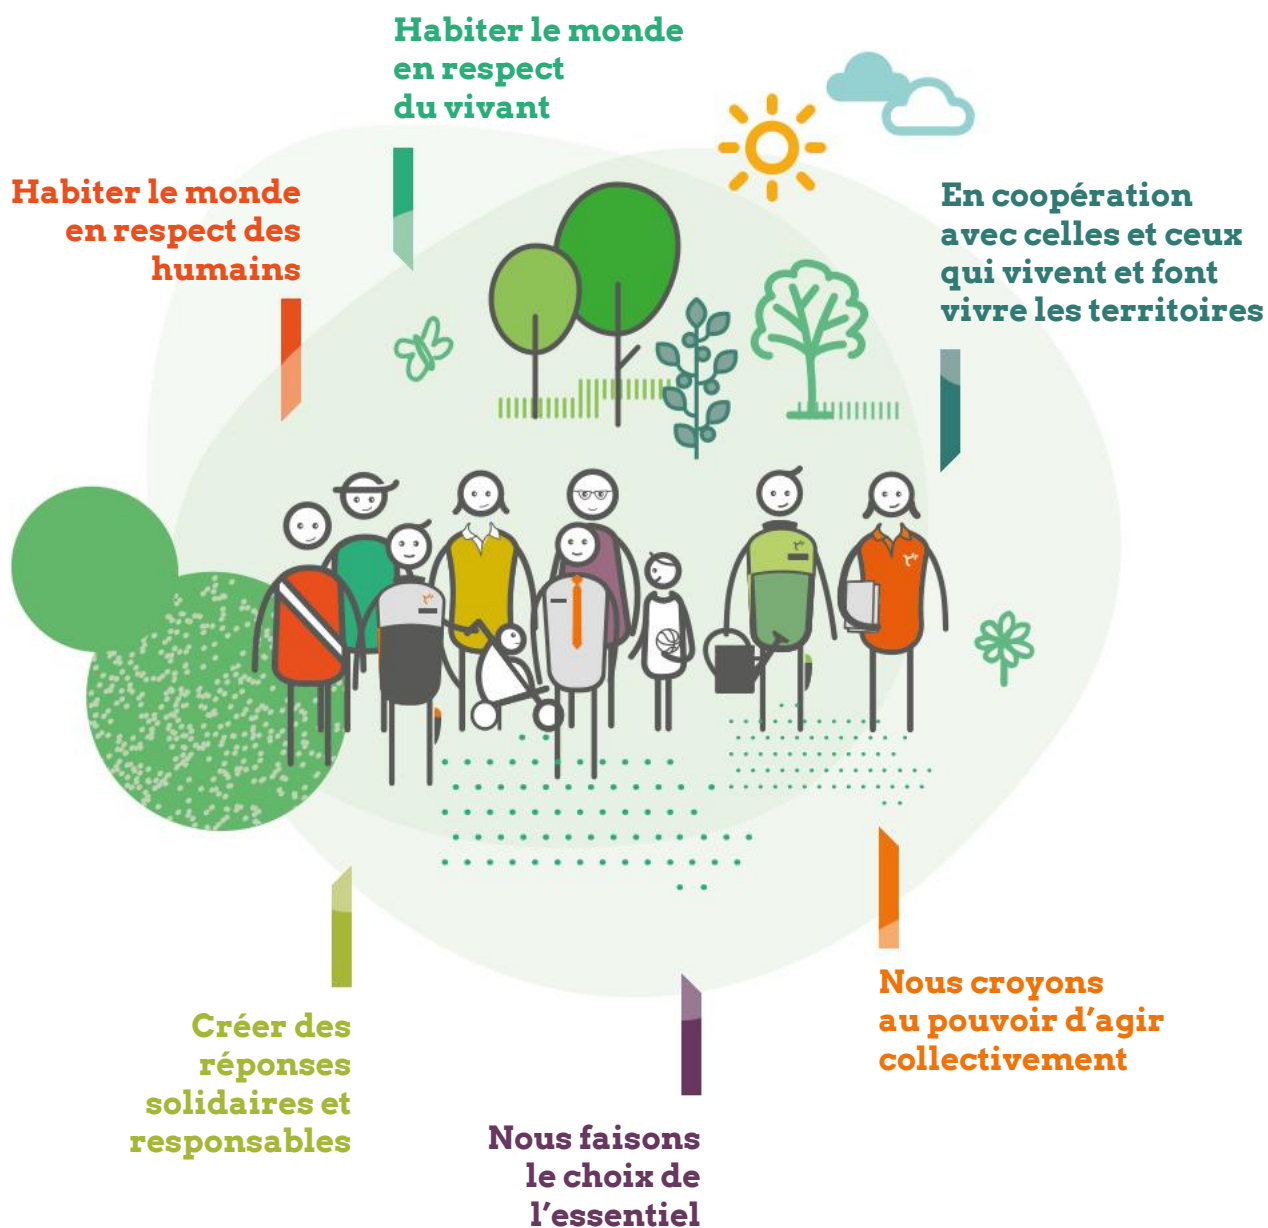 Habiter le monde
en respect
du vivant
Habiter le monde
en respect des
humains
En coopération
avec celles et ceux
qui vivent et font
vivre les territoires
Créer des
réponses
solidaires et
responsables
Nous faisons
le choix de
l’essentiel
Nous croyons
au pouvoir d’agir
collectivement